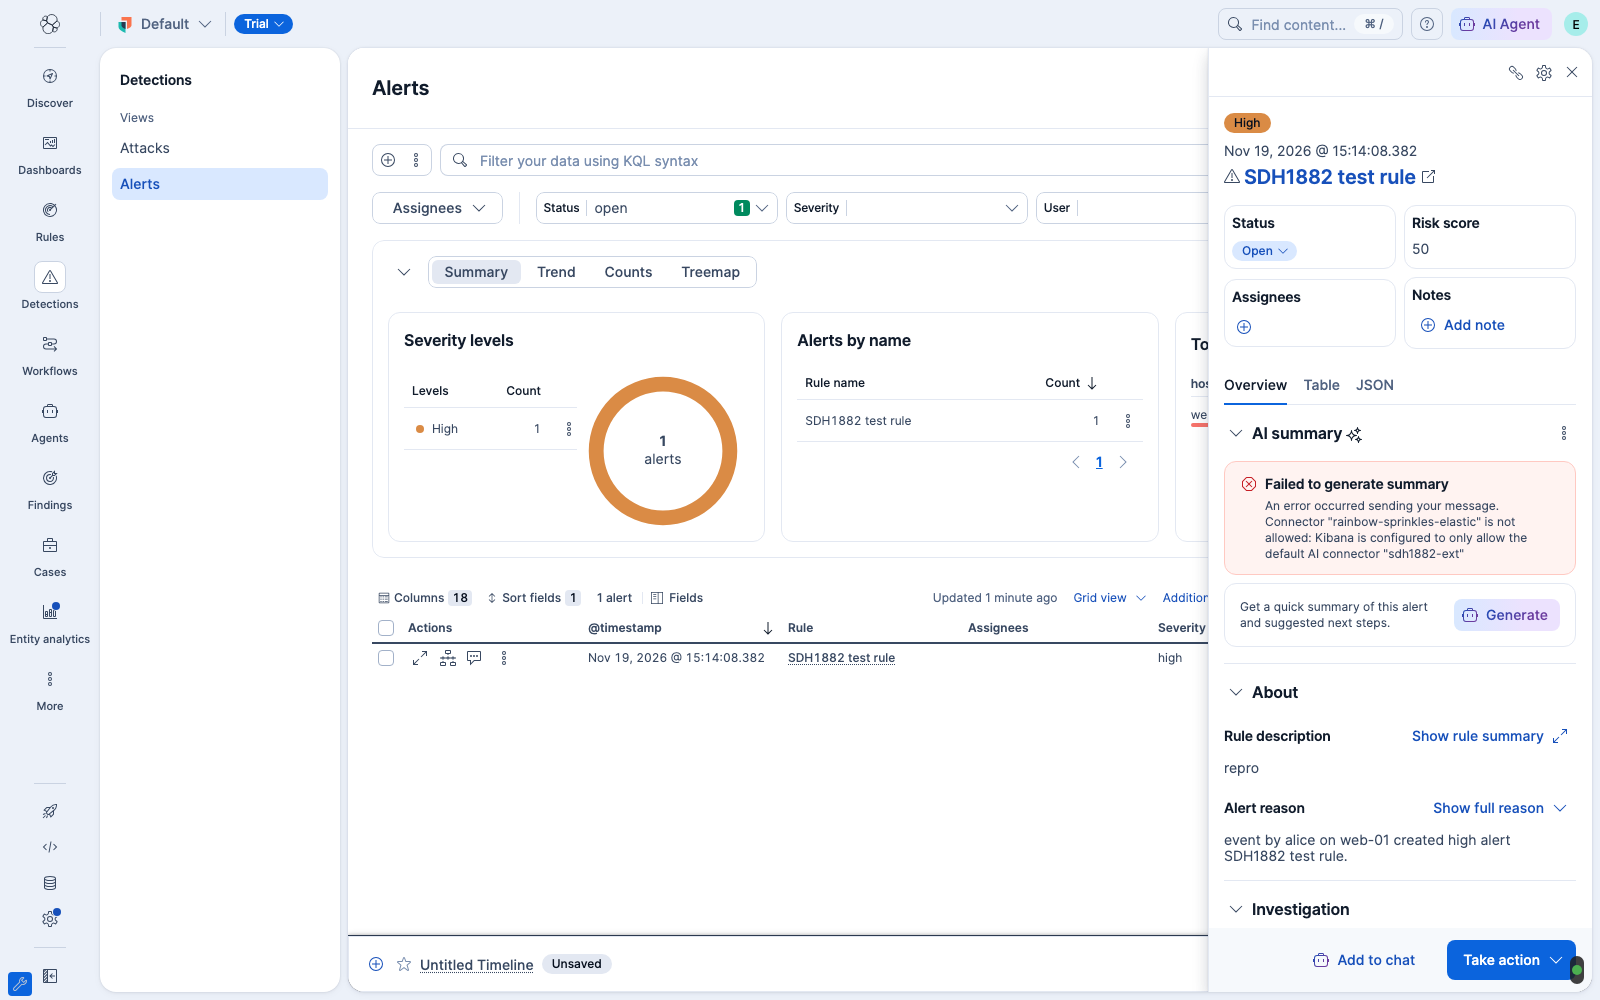 Default
Trial
Find content...
⌘ /
AI Agent
E
Discover
Dashboards
Rules
Detections
Workflows
Agents
Findings
Cases
Entity analytics
More
Detections
Views
Attacks
Alerts
Alerts
Filter your data using KQL syntax
Assignees
Status open 1
Severity
User
Summary Trend Counts Treemap
Severity levels
Levels Count
High 1
1
alerts
Alerts by name
Rule name Count
SDH1882 test rule 1
1
To
hos
we
Columns 18 Sort fields 1 1 alert Fields
Updated 1 minute ago Grid view Addition
Actions @timestamp Rule Assignees Severity
Nov 19, 2026 @ 15:14:08.382 SDH1882 test rule high
Untitled Timeline Unsaved
High
Nov 19, 2026 @ 15:14:08.382
SDH1882 test rule
Status
Open
Risk score
50
Assignees
Notes
Add note
Overview Table JSON
AI summary
Failed to generate summary
An error occurred sending your message.
Connector "rainbow-sprinkles-elastic" is not
allowed: Kibana is configured to only allow the
default AI connector "sdh1882-ext"
Get a quick summary of this alert
and suggested next steps.
Generate
About
Rule description Show rule summary
repro
Alert reason Show full reason
event by alice on web-01 created high alert
SDH1882 test rule.
Investigation
Add to chat Take action